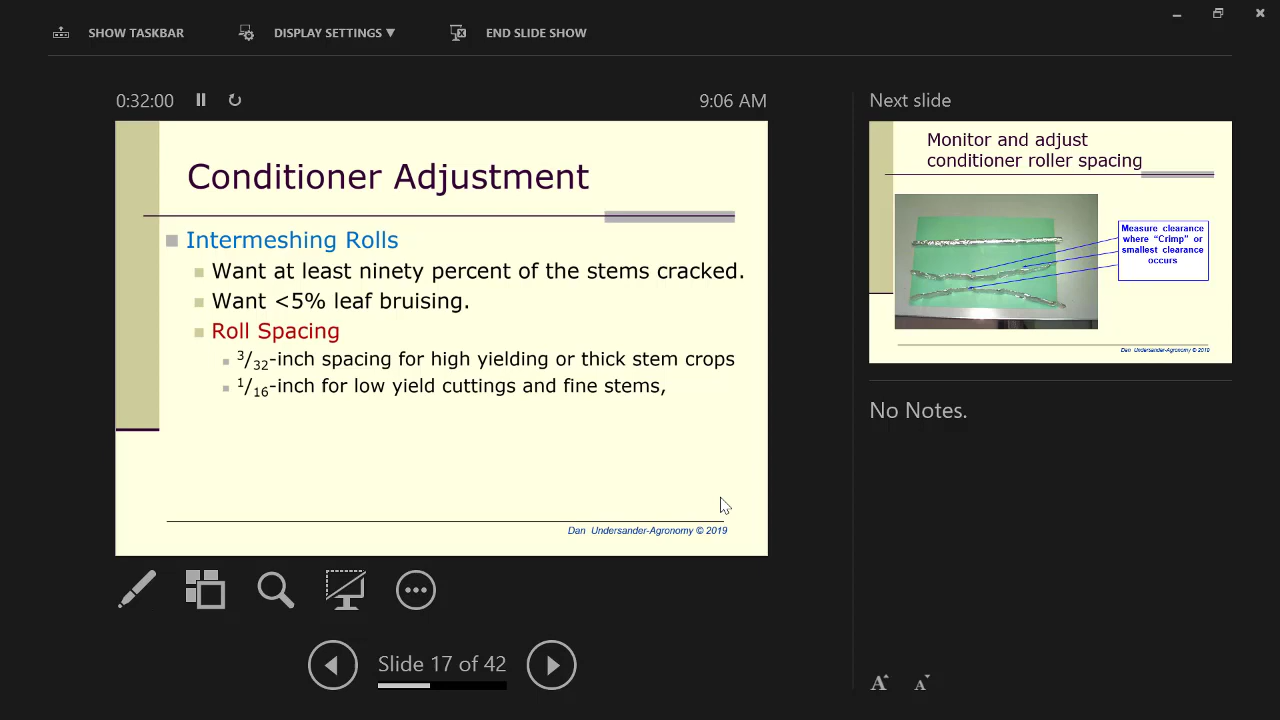 SHOW TASKBAR
DISPLAY SETTINGS ▼
END SLIDE SHOW
0:32:00
9:06 AM
Conditioner Adjustment
Intermeshing Rolls
Want at least ninety percent of the stems cracked.
Want <5% leaf bruising.
Roll Spacing
3/32-inch spacing for high yielding or thick stem crops
1/16-inch for low yield cuttings and fine stems,
Dan Undersander-Agronomy © 2019
Slide 17 of 42
Next slide
Monitor and adjust
conditioner roller spacing
Measure clearance
where “Crimp” or
smallest clearance
occurs
Dan Undersander-Agronomy © 2019
No Notes.
A
A